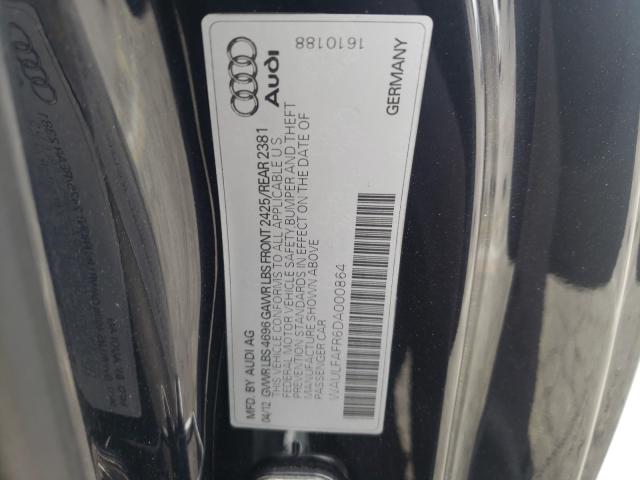 Audi
1610188
GERMANY
MFD. BY AUDI AG
04/12 GVWR LBS 4696 GAWR LBS FRONT 2425/REAR 2381
THIS VEHICLE CONFORMS TO ALL APPLICABLE U S
FEDERAL MOTOR VEHICLE SAFETY BUMPER AND THEFT
PREVENTION STANDARDS IN EFFECT ON THE DATE OF
MANUFACTURE SHOWN ABOVE
PASSENGER CAR
WAULFAFR6DA000864